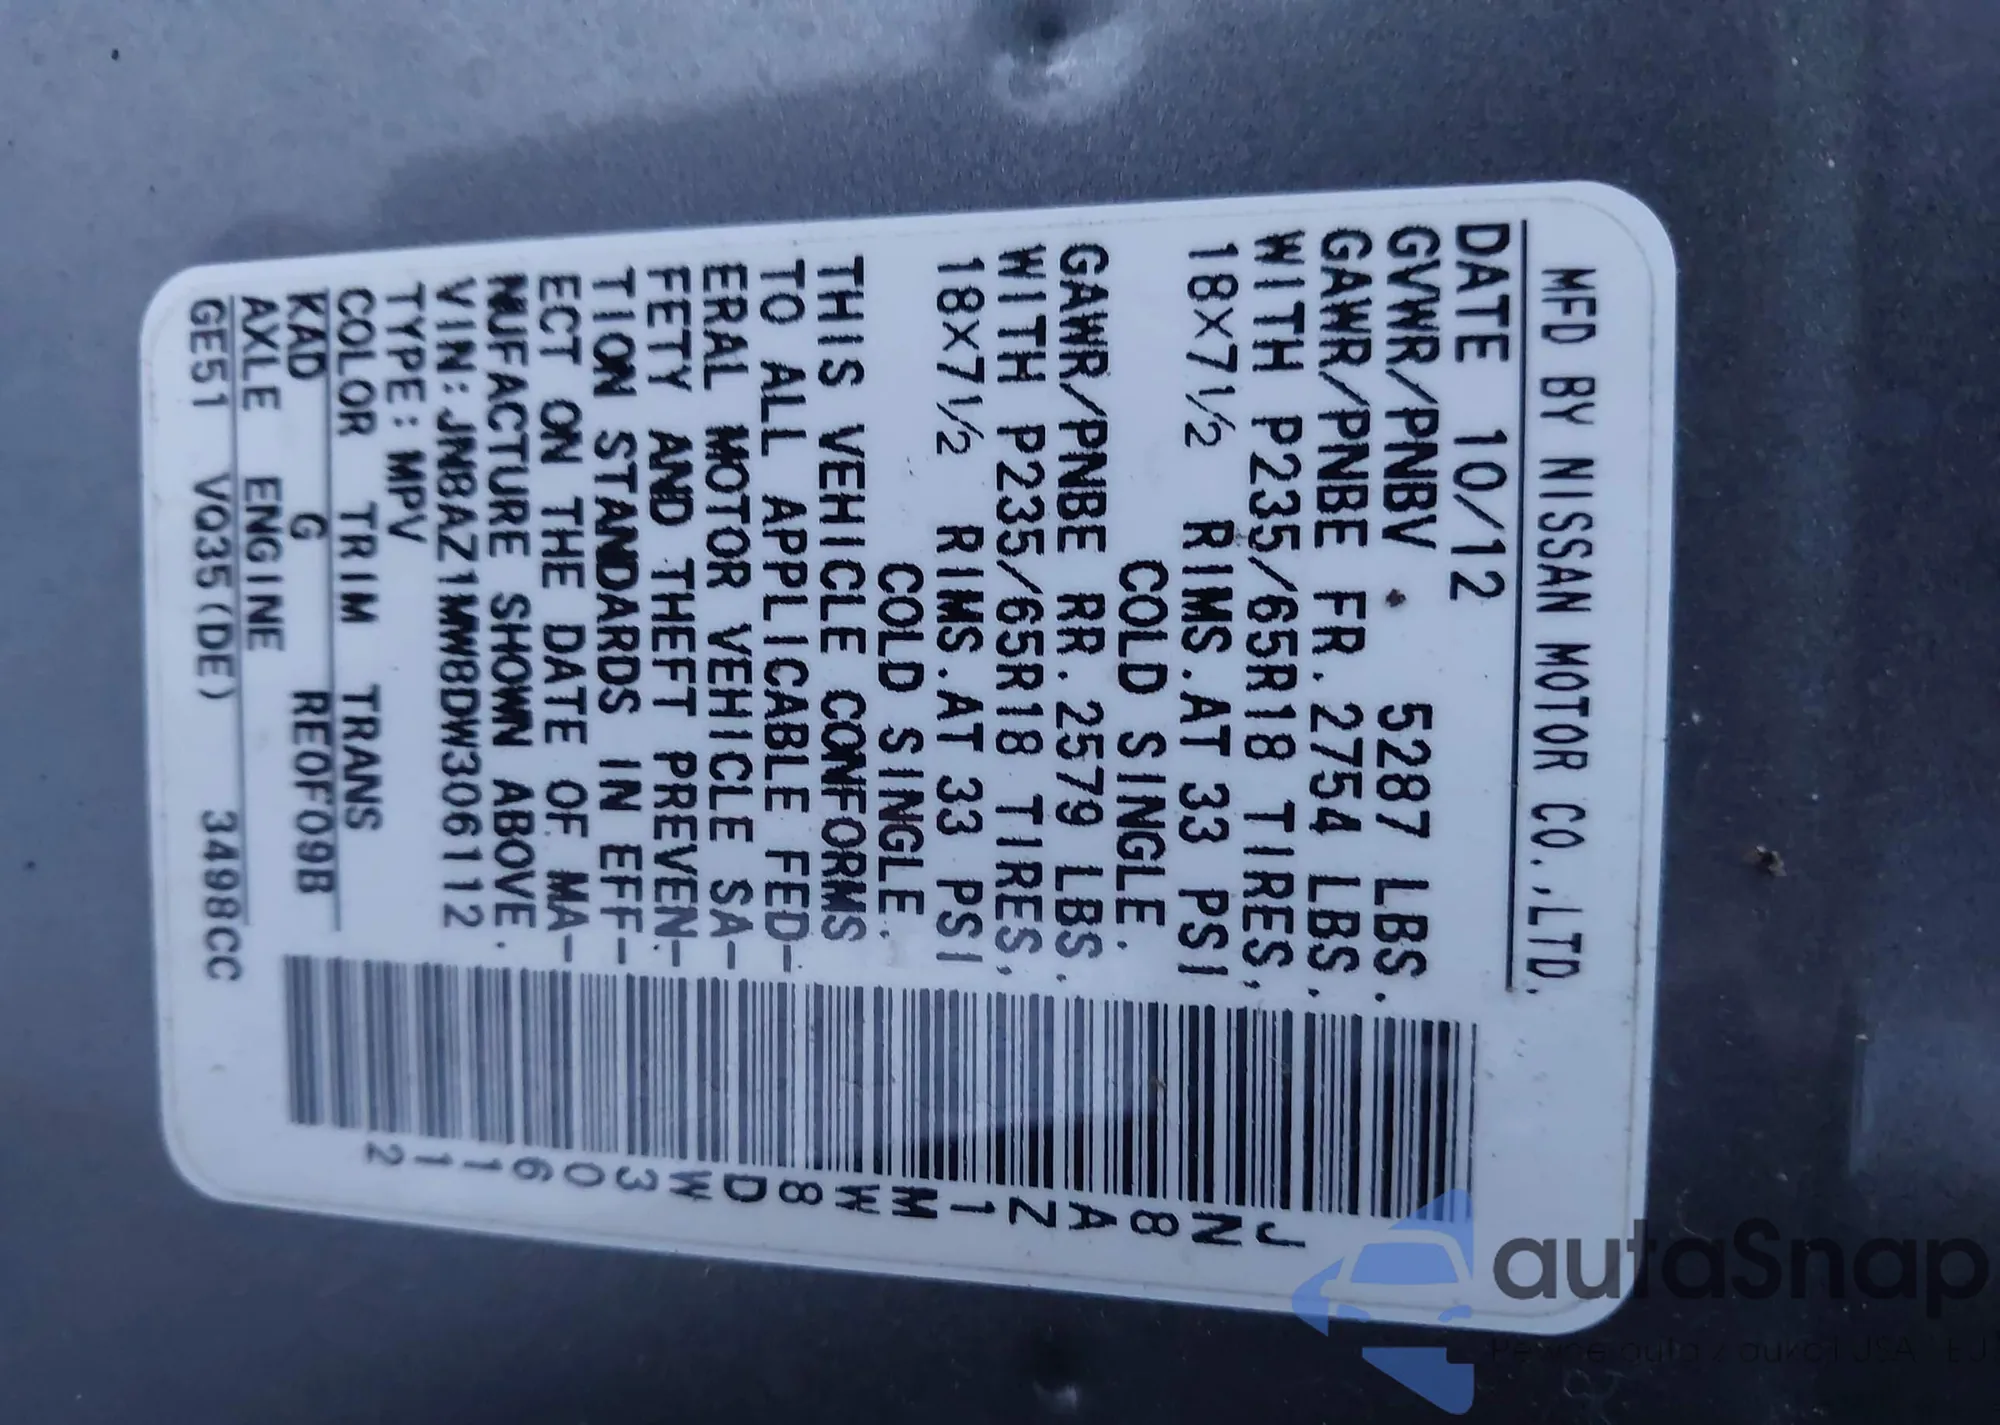 MFD BY NISSAN MOTOR CO.,LTD.
DATE 10/12
GVWR/PNBV 5287 LBS.
GAWR/PNBE FR.2754 LBS.
WITH P235/65R18 TIRES,
18×7½ RIMS.AT 33 PSI
COLD SINGLE.
GAWR/PNBE RR.2579 LBS.
WITH P235/65R18 TIRES,
18×7½ RIMS.AT 33 PSI
COLD SINGLE.
THIS VEHICLE CONFORMS
TO ALL APPLICABLE FED-
ERAL MOTOR VEHICLE SA-
FETY AND THEFT PREVEN-
TION STANDARDS IN EFF-
ECT ON THE DATE OF MA-
NUFACTURE SHOWN ABOVE.
VIN:JN8AZ1MW8DW306112
TYPE:MPV
COLOR TRIM TRANS
KAD G RE0F09B
AXLE ENGINE
GE51 VQ35(DE) 3498CC
JN8AZ1MW8DW306112
autaSnap